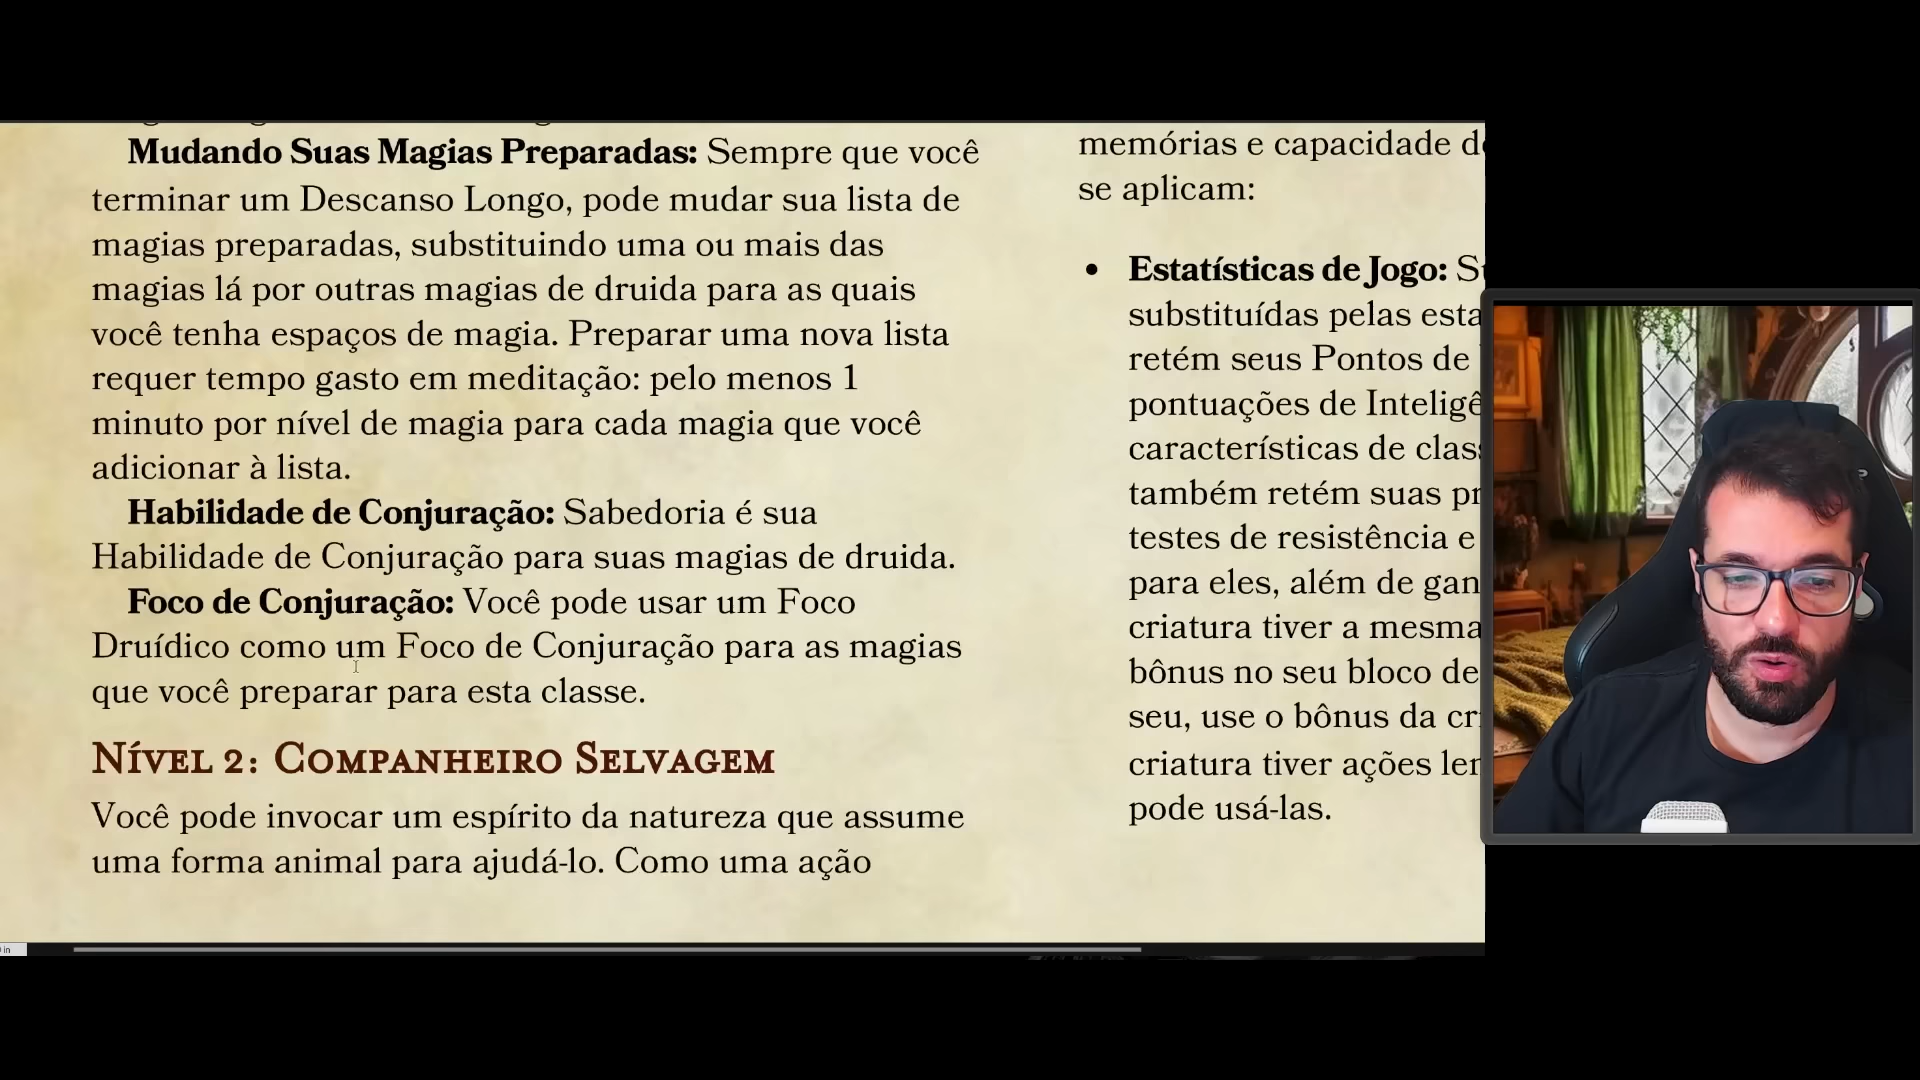 Mudando Suas Magias Preparadas: Sempre que você
terminar um Descanso Longo, pode mudar sua lista de
magias preparadas, substituindo uma ou mais das
magias lá por outras magias de druida para as quais
você tenha espaços de magia. Preparar uma nova lista
requer tempo gasto em meditação: pelo menos 1
minuto por nível de magia para cada magia que você
adicionar à lista.
Habilidade de Conjuração: Sabedoria é sua
Habilidade de Conjuração para suas magias de druida.
Foco de Conjuração: Você pode usar um Foco
Druídico como um Foco de Conjuração para as magias
que você preparar para esta classe.
Nível 2: Companheiro Selvagem
Você pode invocar um espírito da natureza que assume
uma forma animal para ajudá-lo. Como uma ação
memórias e capacidade
se aplicam:
• Estatísticas de Jogo:
substituídas pelas
retém seus Pontos de
pontuações de
características de
também retém suas
testes de resistência e
para eles, além de
criatura tiver a mesma
bônus no seu bloco de
seu, use o bônus da
criatura tiver ações
pode usá-las.
in